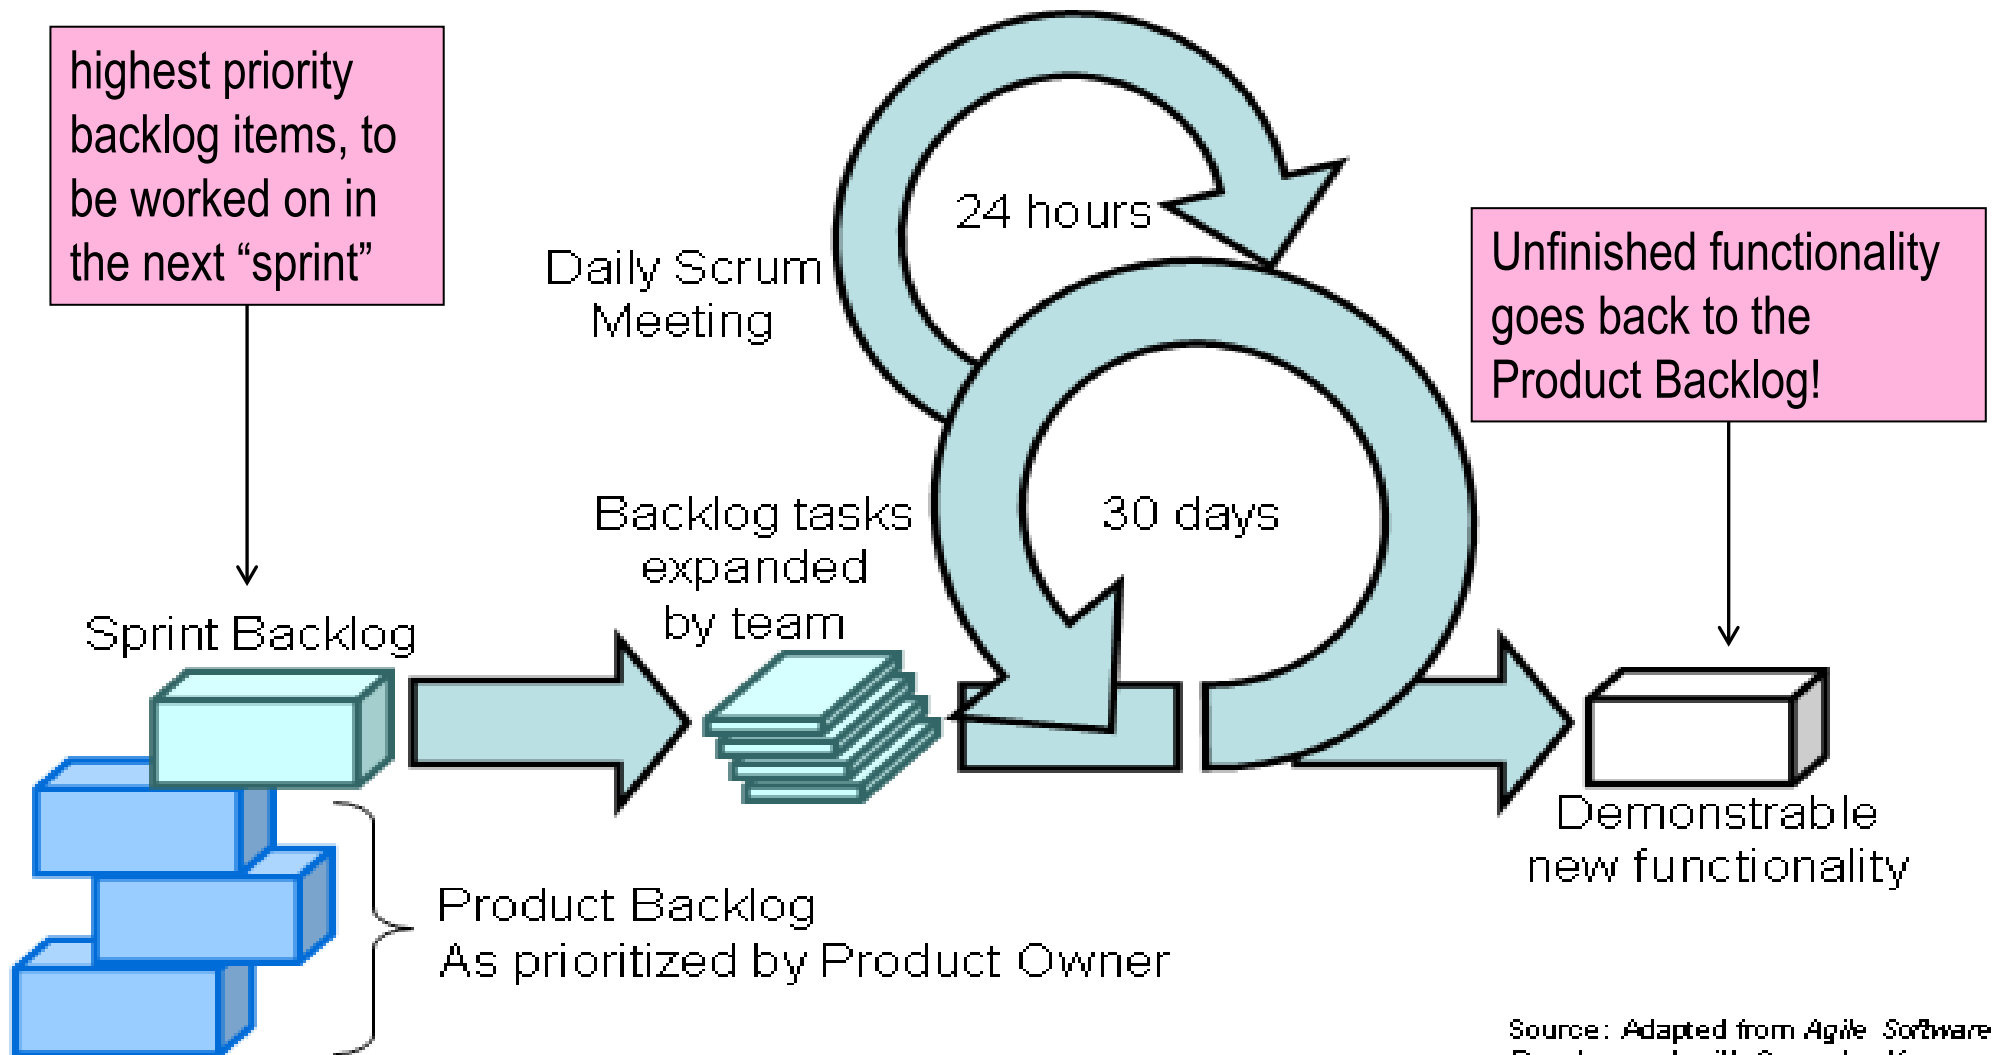 highest priority
backlog items, to
be worked on in
the next “sprint”
24 hours
Daily Scrum
Meeting
Unfinished functionality
goes back to the
Product Backlog!
Backlog tasks
expanded
by team
30 days
Sprint Backlog
Demonstrable
new functionality
Product Backlog
As prioritized by Product Owner
Source: Adapted from Agile Software